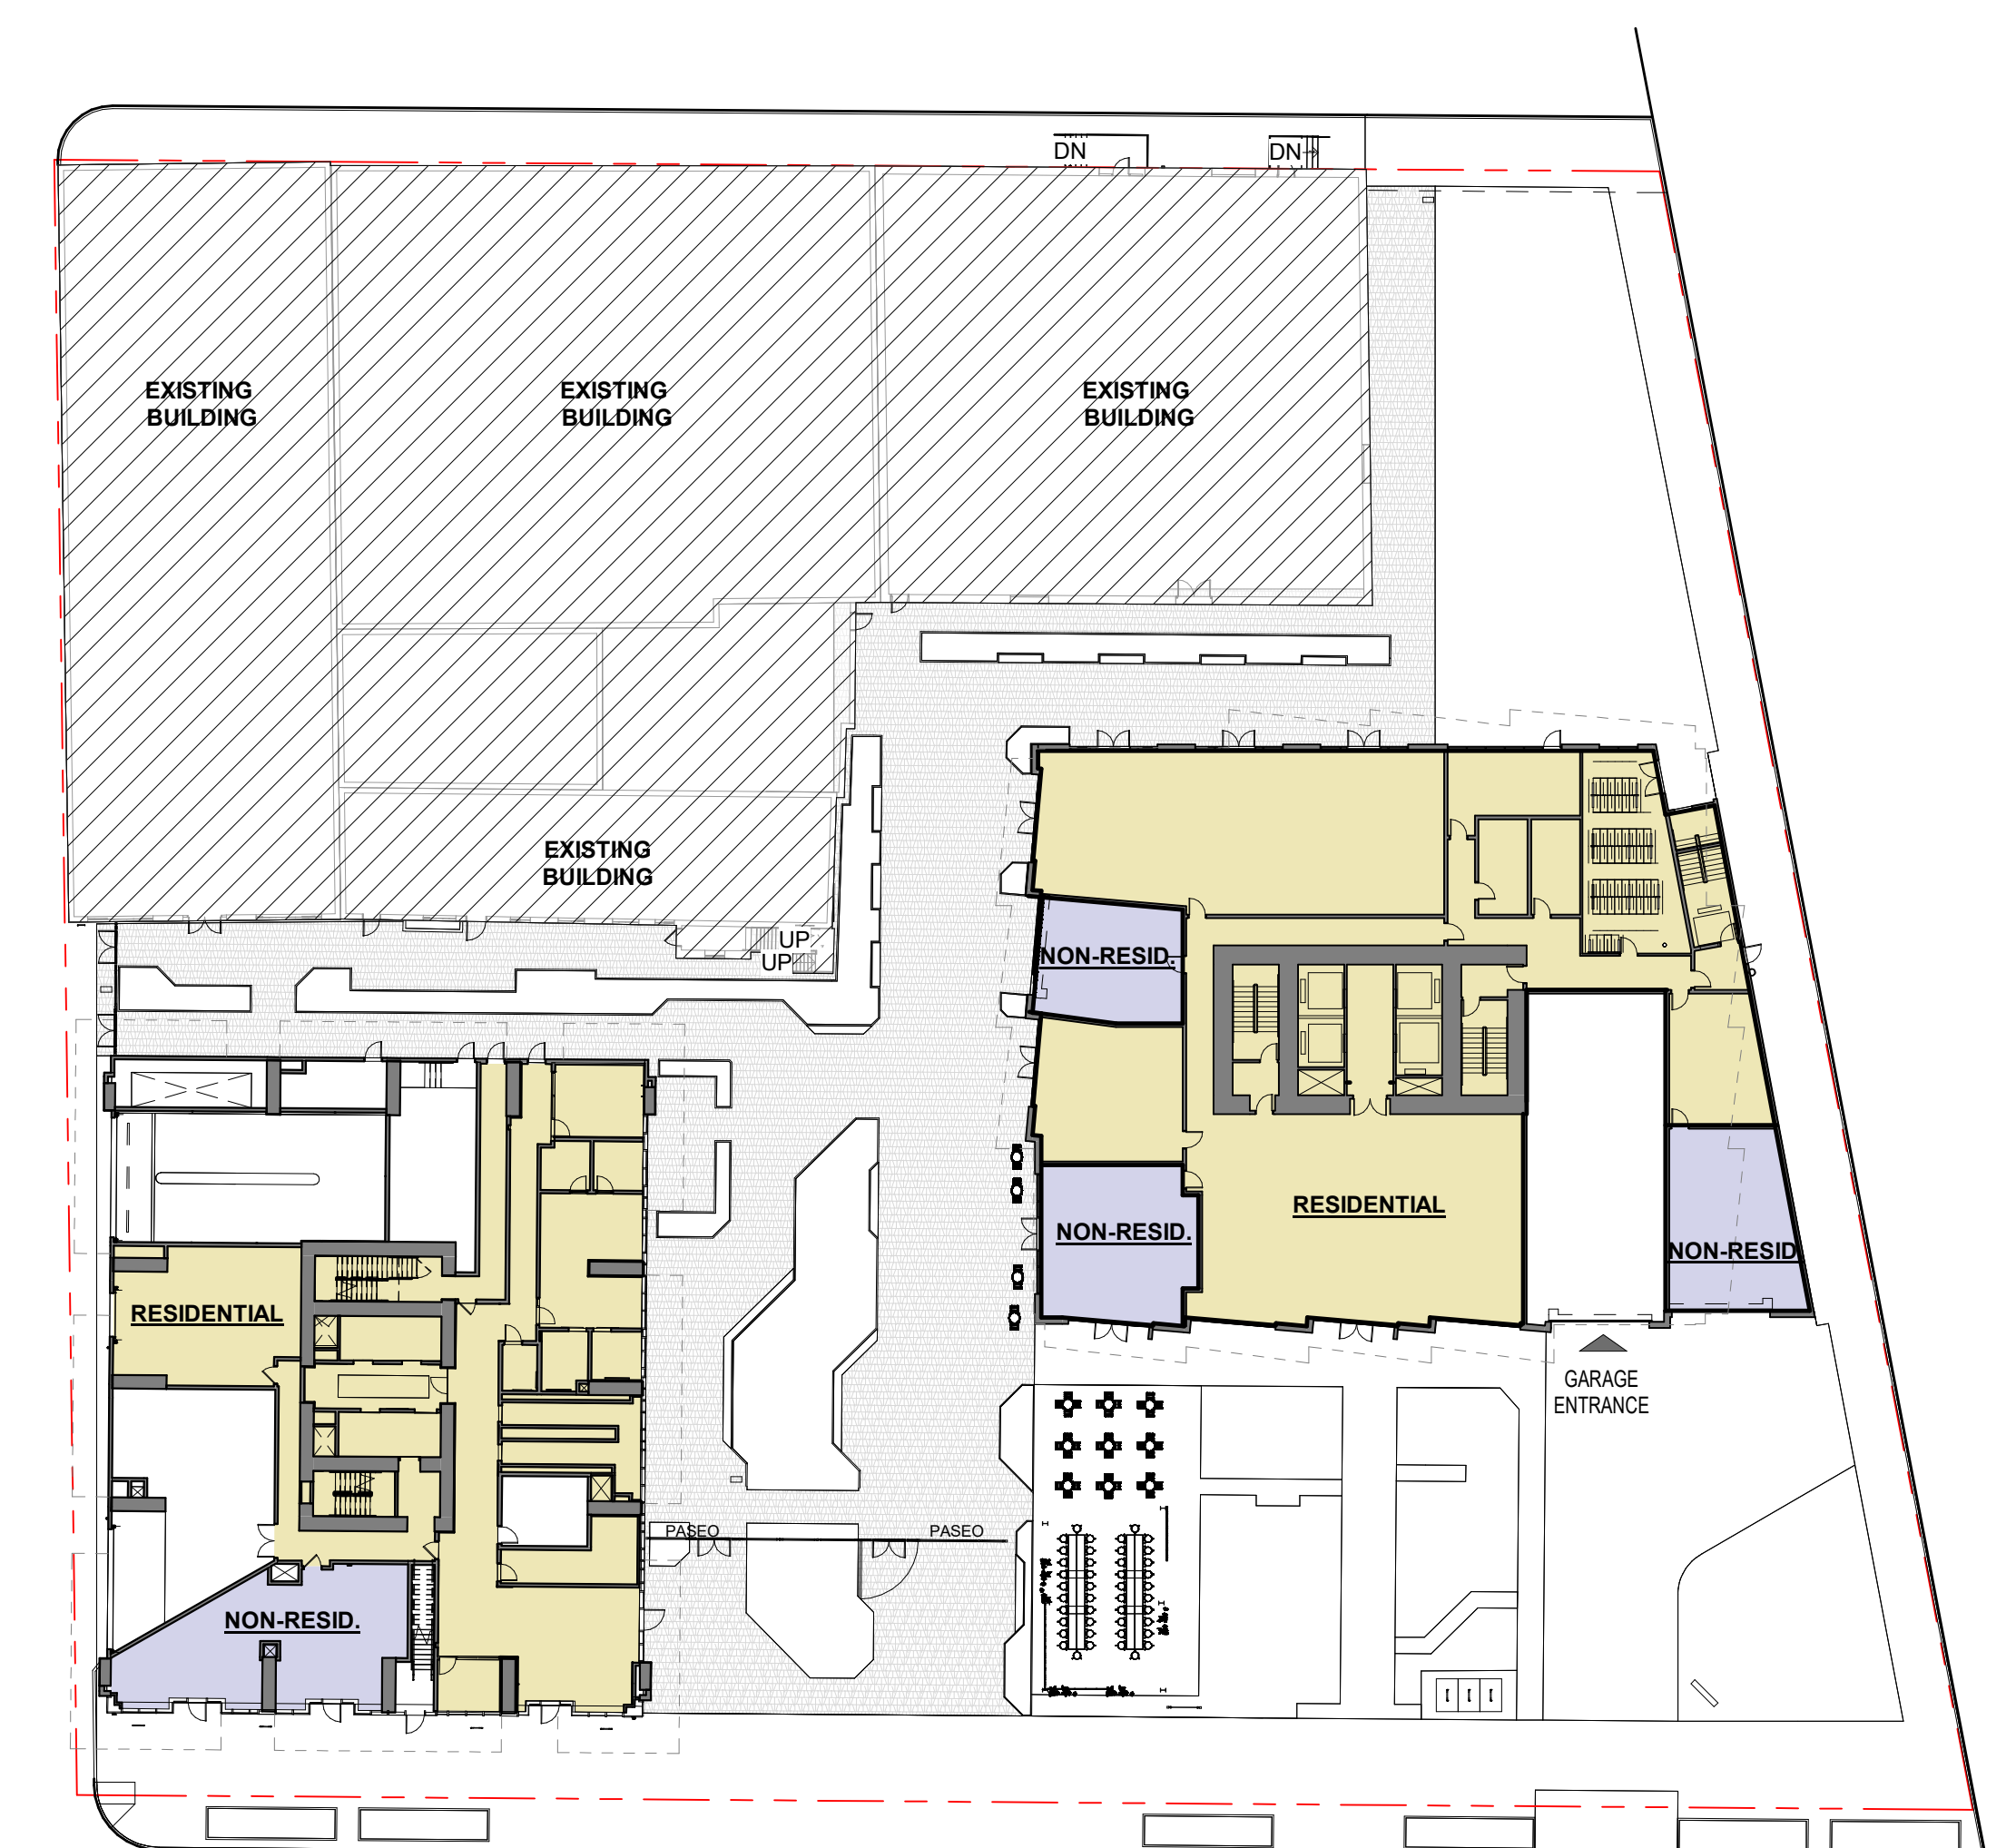 DN
DN
EXISTING
BUILDING
EXISTING
BUILDING
EXISTING
BUILDING
EXISTING
BUILDING
UP
UP
NON-RESID.
RESIDENTIAL
NON-RESID.
NON-RESID.
RESIDENTIAL
GARAGE
ENTRANCE
PASEO
PASEO
NON-RESID.